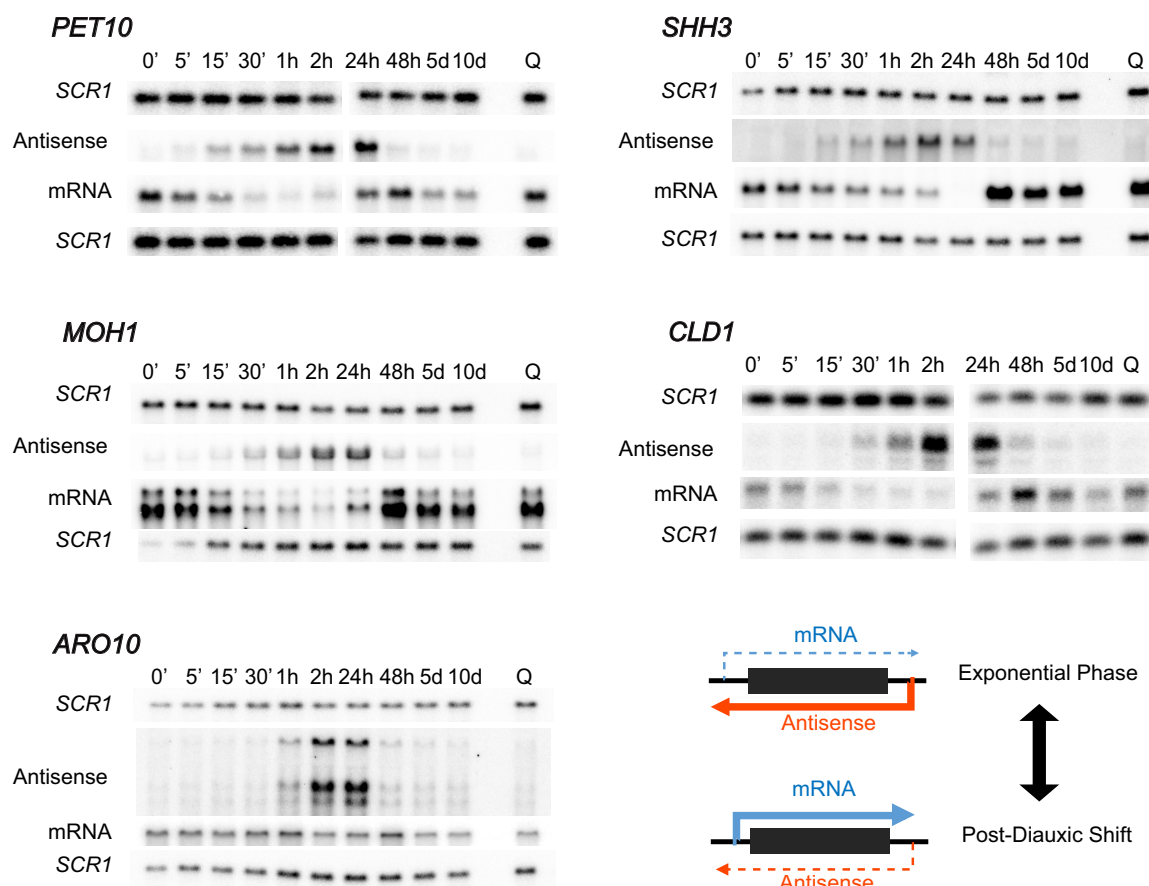 PET10
0’ 5’ 15’ 30’ 1h 2h 24h 48h 5d 10d Q
SCR1
Antisense
mRNA
SCR1
SHH3
0’ 5’ 15’ 30’ 1h 2h 24h 48h 5d 10d Q
SCR1
Antisense
mRNA
SCR1
MOH1
0’ 5’ 15’ 30’ 1h 2h 24h 48h 5d 10d Q
SCR1
Antisense
mRNA
SCR1
CLD1
0’ 5’ 15’ 30’ 1h 2h 24h 48h 5d 10d Q
SCR1
Antisense
mRNA
SCR1
ARO10
0’ 5’ 15’ 30’ 1h 2h 24h 48h 5d 10d Q
SCR1
Antisense
mRNA
SCR1
mRNA
Exponential Phase
Antisense
mRNA
Post-Diauxic Shift
Antisense